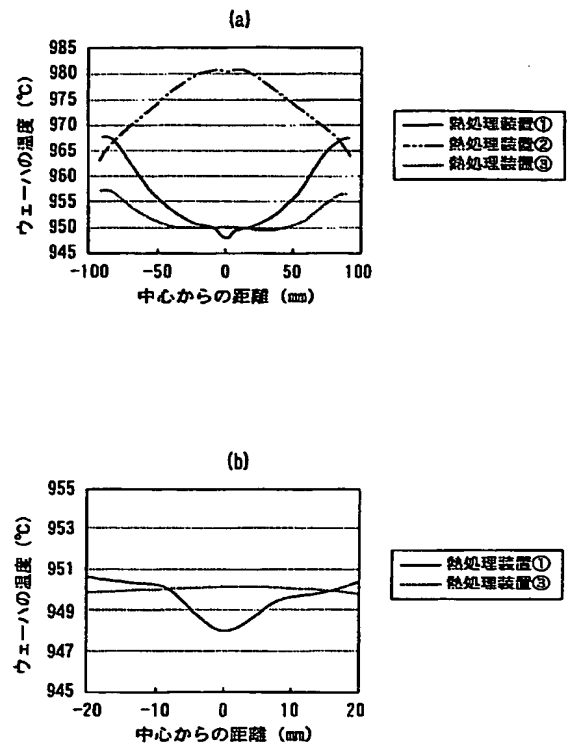 (a)
ウェーハの温度 (℃)
985
980
975
970
965
960
955
950
945
-100
-50
0
50
100
中心からの距離 (mm)
熱処理装置①
熱処理装置②
熱処理装置③
(b)
ウェーハの温度 (℃)
955
953
951
949
947
945
-20
-10
0
10
20
中心からの距離 (mm)
熱処理装置①
熱処理装置③